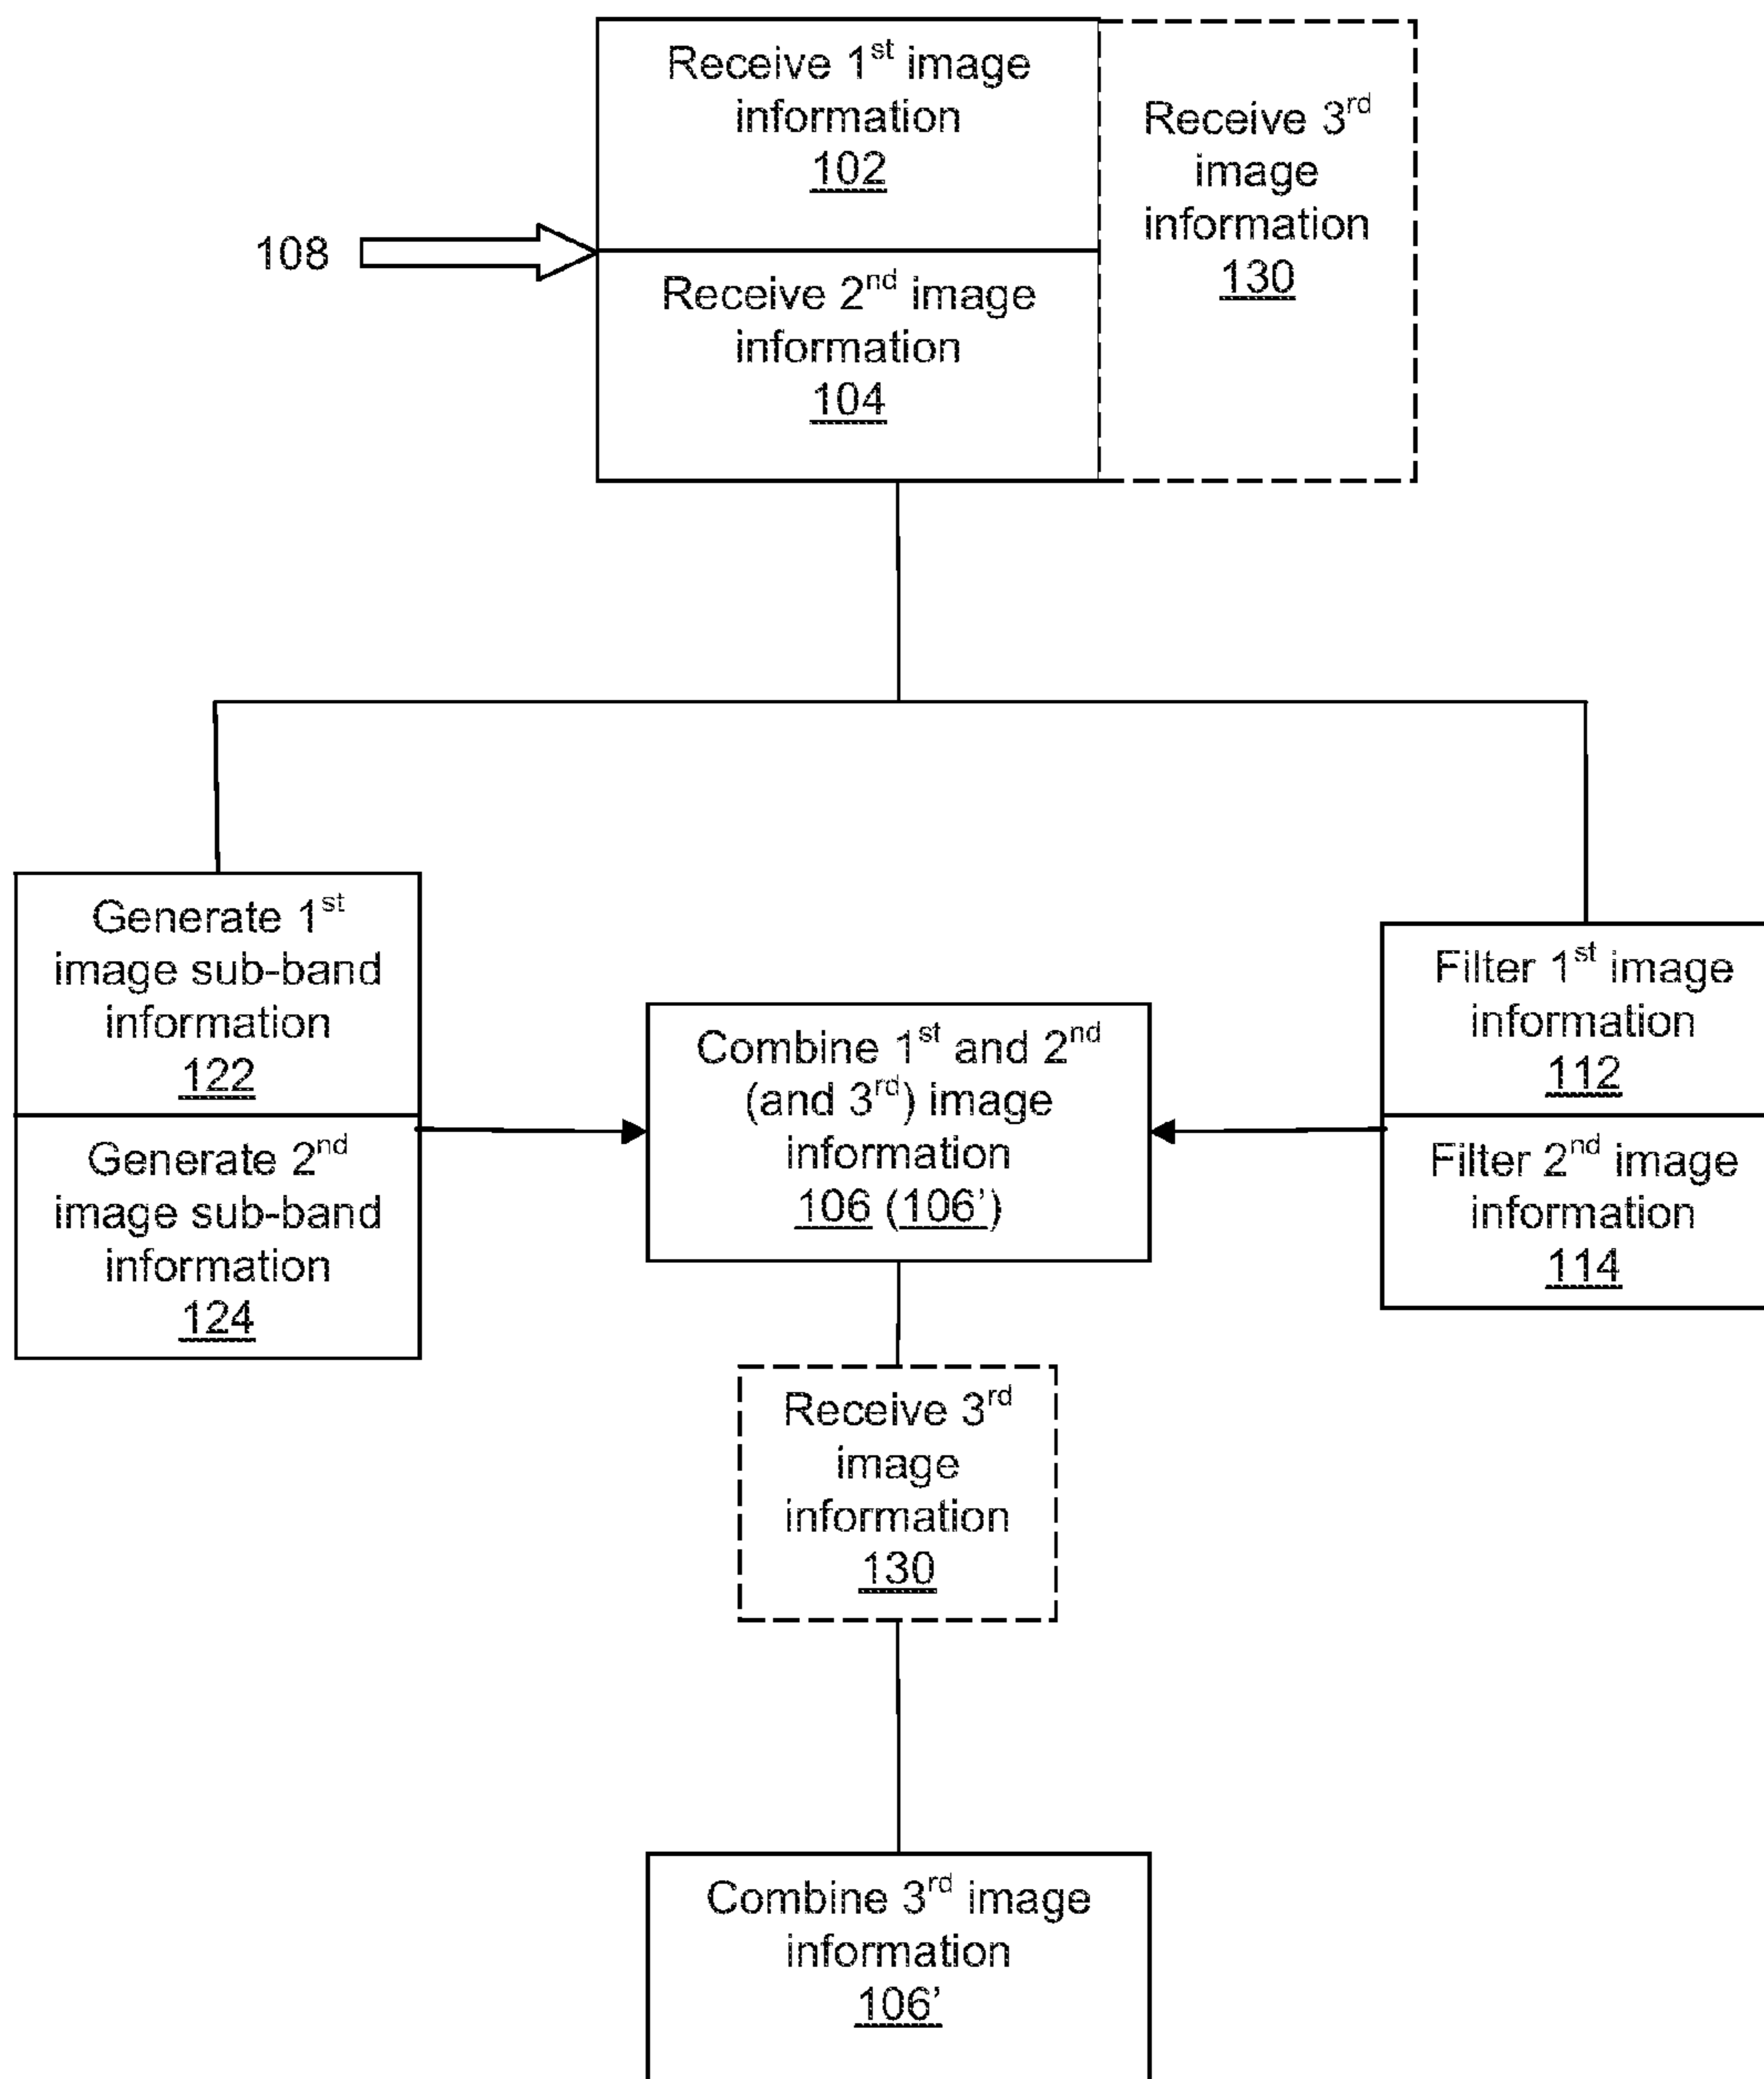 Receive 1st image
information
102
Receive 3rd
image
information
130
108
Receive 2nd image
information
104
Generate 1st
image sub-band
information
122
Generate 2nd
image sub-band
information
124
Combine 1st and 2nd
(and 3rd) image
information
106 (106’)
Filter 1st image
information
112
Filter 2nd image
information
114
Receive 3rd
image
information
130
Combine 3rd image
information
106’